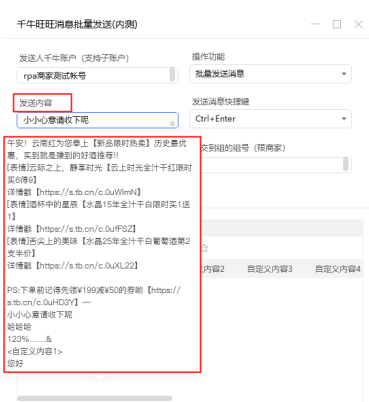 千牛旺旺消息批量发送(内测)
发送人千牛账户（支持子账户）
操作功能
rpa商家测试帐号
批量发送消息
发送内容
发送消息快捷键
小小心意请收下呢
Ctrl+Enter
午安！云南红为您奉上【新品限时热卖】历史最优
惠，买到就是赚到的好酒推荐!!
[表情]云际之上，静享时光【云上时光全汁干红限时
买6得9】
详情戳【https://s.tb.cn/c.0uWimN】
[表情]酒杯中的星辰【水晶15年全汁干白限时买1送
1】
详情戳【https://s.tb.cn/c.0ufFSZ】
[表情]舌尖上的美味【水晶25年全汁干白葡萄酒第2
支半价】
详情戳【https://s.tb.cn/c.0uXL22】
PS:下单前记得先领¥199减¥50的券哟【https://
s.tb.cn/c.0uHD3Y】一
小小心意请收下呢
哈哈哈
123%......&
<自定义内容1>
您好
交到组的组号（限商家）
内容2
自定义内容3
自定义内容4